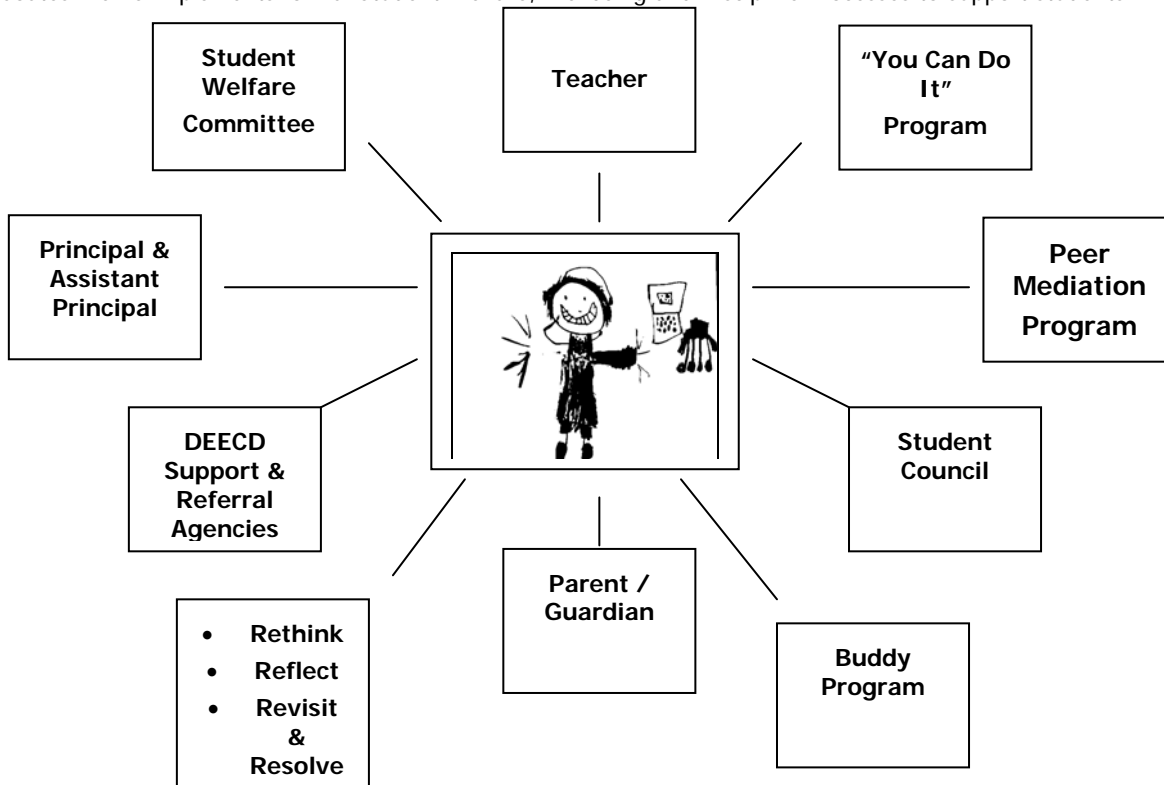 Student
Welfare
Committee
Teacher
“You Can Do
It”
Program
Principal &
Assistant
Principal
Peer
Mediation
Program
DEECD
Support &
Referral
Agencies
Student
Council
• Rethink
• Reflect
• Revisit
&
Resolve
Parent /
Guardian
Buddy
Program